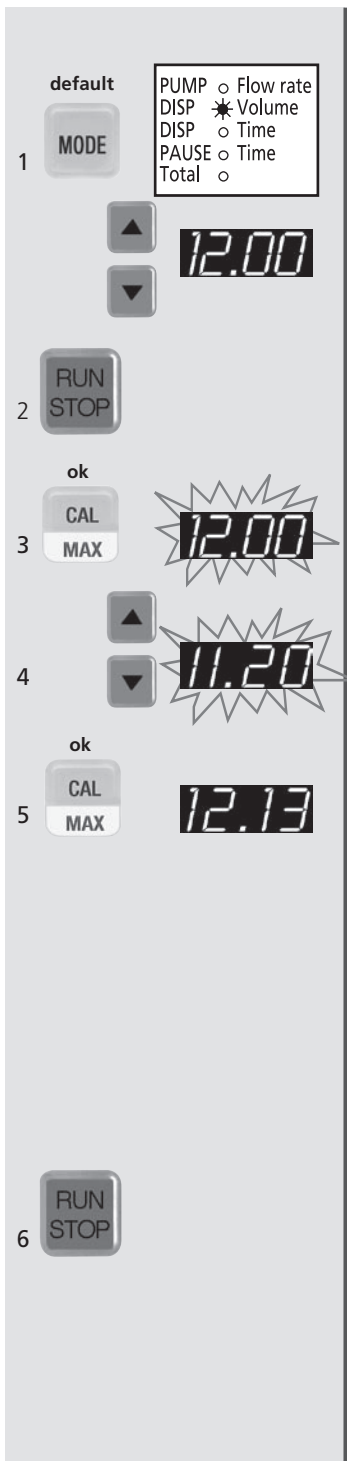 default
PUMP Flow rate
DISP Volume
DISP Time
PAUSE Time
Total
1 MODE
12.00
RUN
2 STOP
ok
CAL
3 MAX 12.00
4 11.20
ok
CAL
5 MAX 12.13
RUN
6 STOP